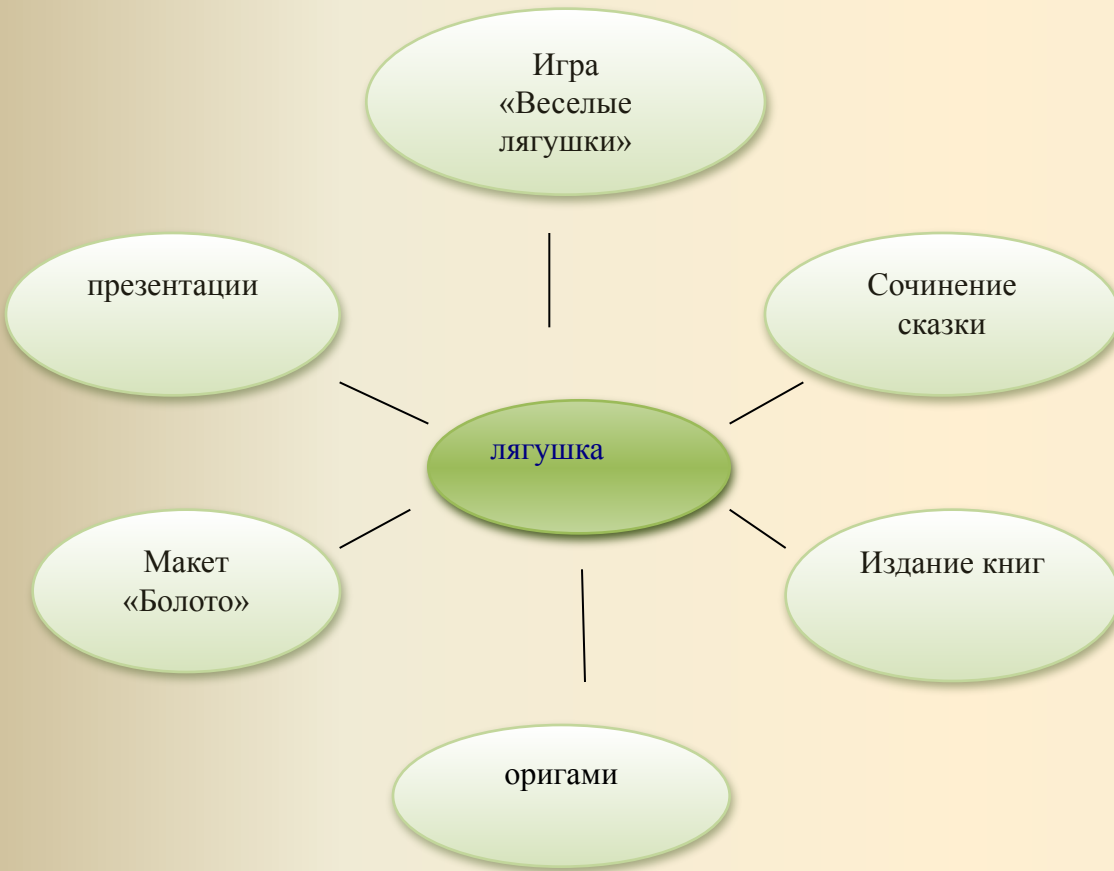 Игра
«Веселые
лягушки»
презентации
Сочинение
сказки
лягушка
Макет
«Болото»
Издание книг
оригами